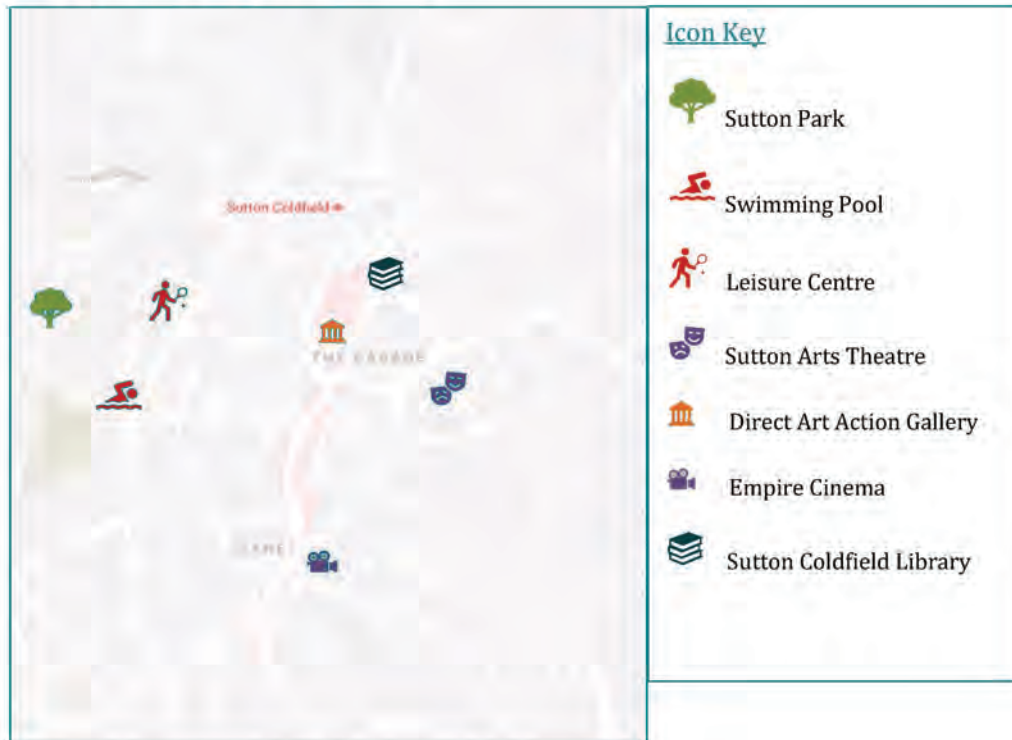 Sutton Coldfield
THE PARADE
Icon Key
Sutton Park
Swimming Pool
Leisure Centre
Sutton Arts Theatre
Direct Art Action Gallery
Empire Cinema
Sutton Coldfield Library